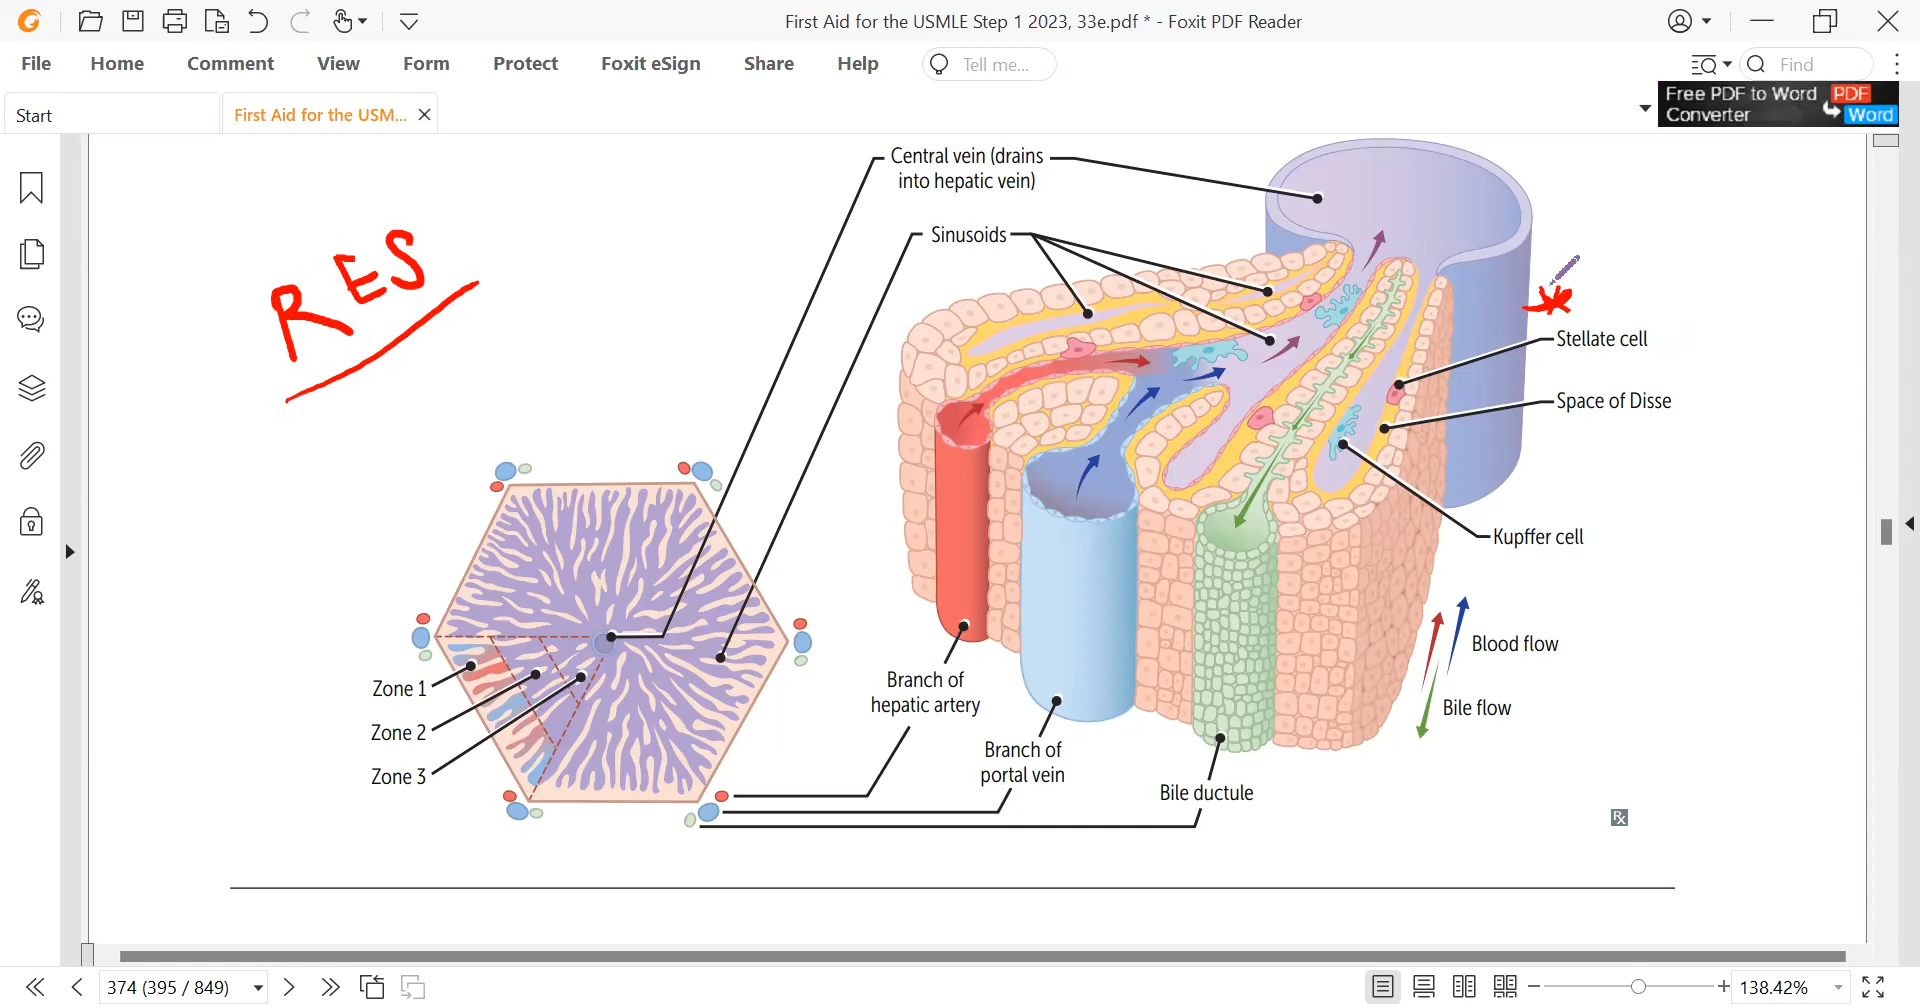 First Aid for the USMLE Step 1 2023, 33e.pdf * - Foxit PDF Reader
File Home Comment View Form Protect Foxit eSign Share Help Tell me... Find
Start First Aid for the USM...
Free PDF to Word PDF
Converter Word
RES
Central vein (drains
into hepatic vein)
Sinusoids
Stellate cell
Space of Disse
Kupffer cell
Zone 1
Zone 2
Zone 3
Branch of
hepatic artery
Branch of
portal vein
Bile ductule
Blood flow
Bile flow
Rx
374 (395 / 849) 138.42%